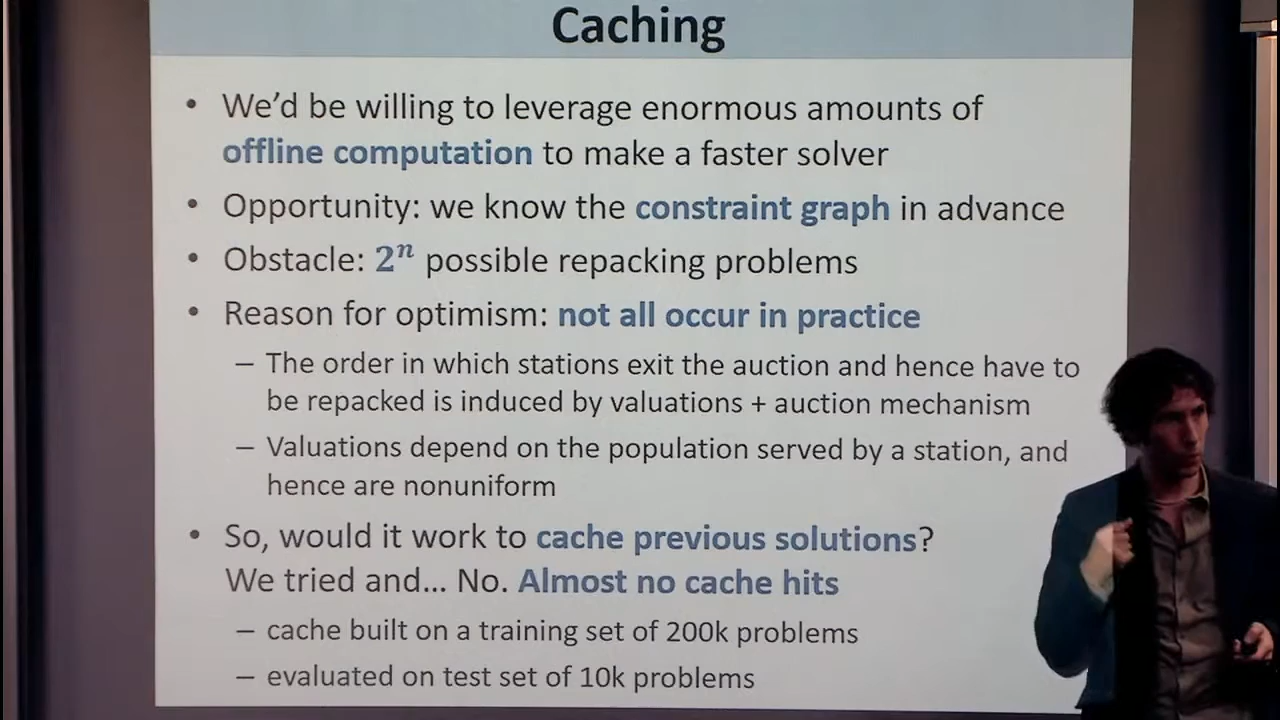 Caching
• We'd be willing to leverage enormous amounts of
offline computation to make a faster solver
• Opportunity: we know the constraint graph in advance
• Obstacle: 2ⁿ possible repacking problems
• Reason for optimism: not all occur in practice
– The order in which stations exit the auction and hence have to
be repacked is induced by valuations + auction mechanism
– Valuations depend on the population served by a station, and
hence are nonuniform
• So, would it work to cache previous solutions?
We tried and... No. Almost no cache hits
– cache built on a training set of 200k problems
– evaluated on test set of 10k problems